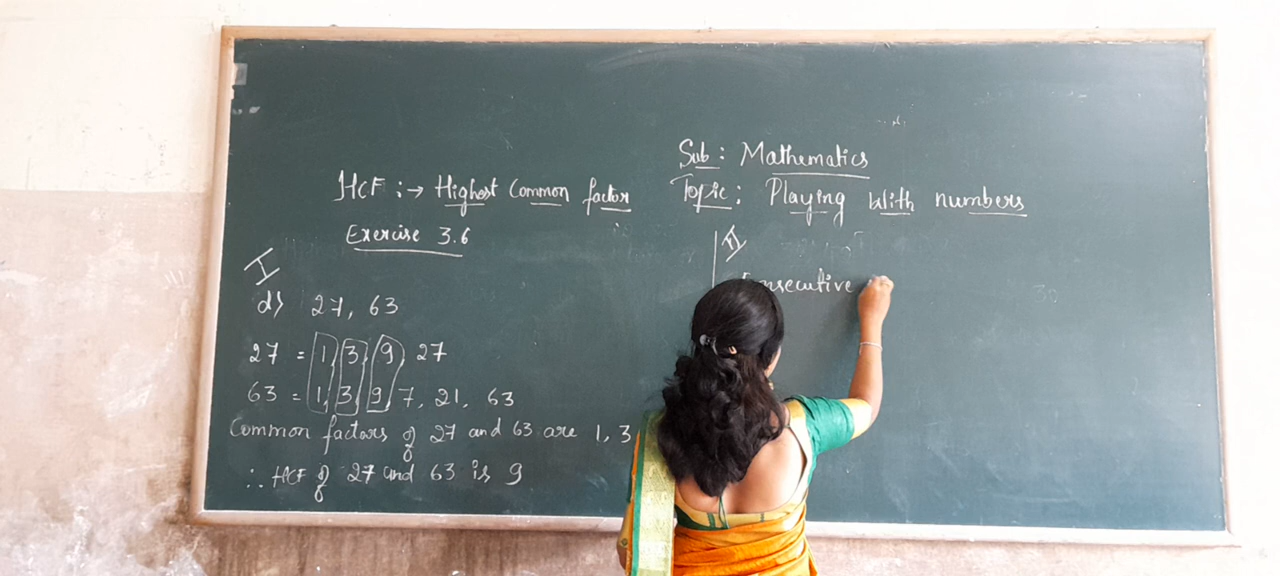 Sub: Mathematics
HCF :→ Highest Common factor
Topic: Playing With numbers
Exercise 3.6
I
d) 27, 63
27 = 1, 3, 9, 27
63 = 1, 3, 9, 7, 21, 63
Common factors of 27 and 63 are 1, 3
∴ HCF of 27 and 63 is 9
II
Consecutive